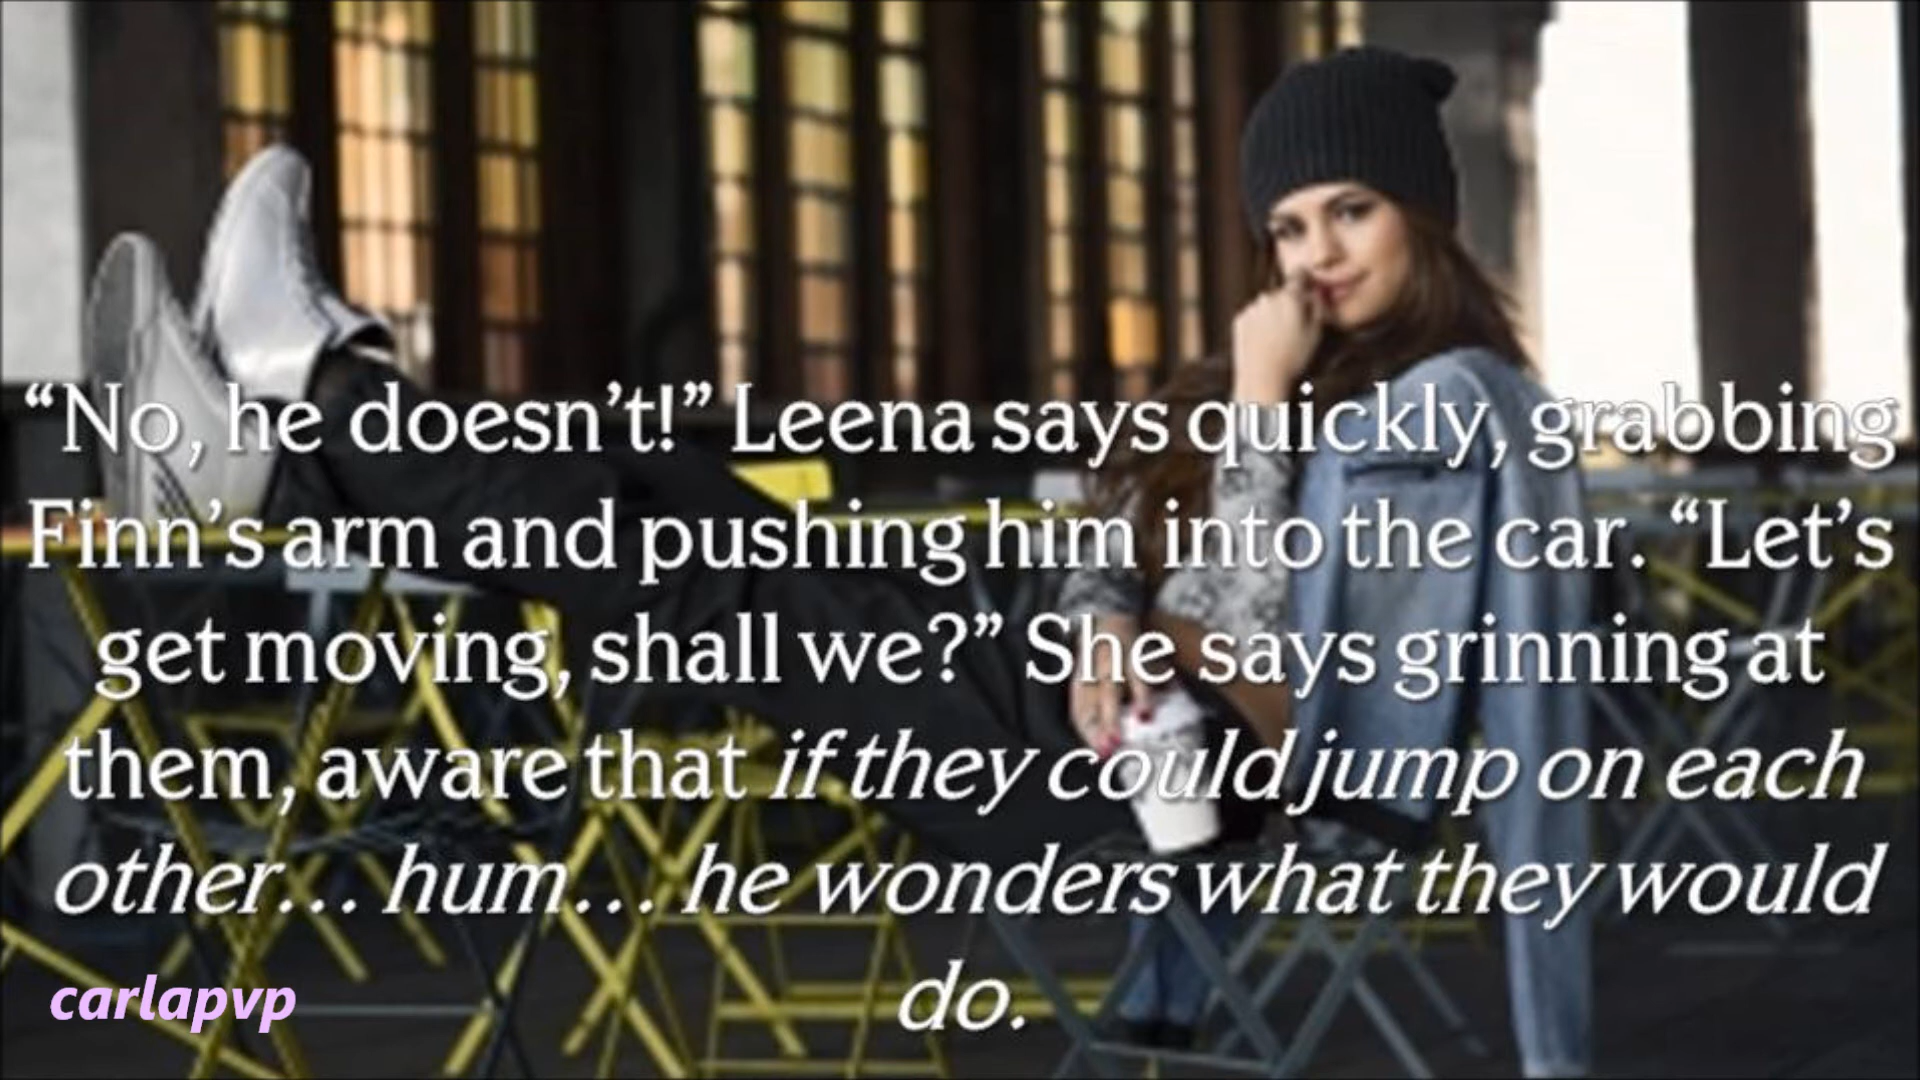 “No, he doesn’t!” Leena says quickly, grabbing
Finn’s arm and pushing him into the car. “Let’s
get moving, shall we?” She says grinning at
them, aware that if they could jump on each
other… hum… he wonders what they would
do.
carlapvp